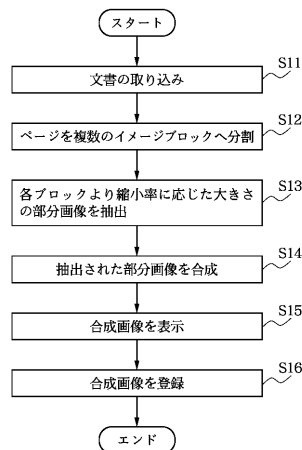 スタート
S11
文書の取り込み
S12
ページを複数のイメージブロックへ分割
S13
各ブロックより縮小率に応じた大きさ
の部分画像を抽出
S14
抽出された部分画像を合成
S15
合成画像を表示
S16
合成画像を登録
エンド